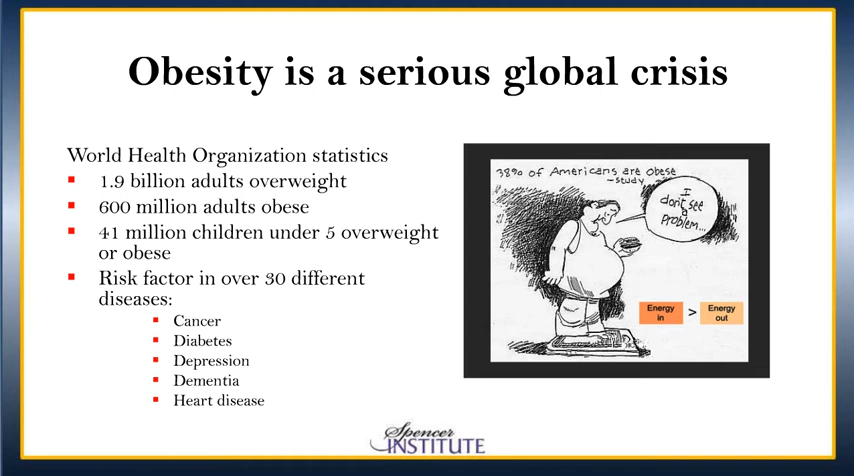 Obesity is a serious global crisis
World Health Organization statistics
1.9 billion adults overweight
600 million adults obese
41 million children under 5 overweight
or obese
Risk factor in over 30 different
diseases:
Cancer
Diabetes
Depression
Dementia
Heart disease
38% of Americans are obese
-study
I
don't see
a
problem...
Energy
in
>
Energy
out
Spencer
INSTITUTE